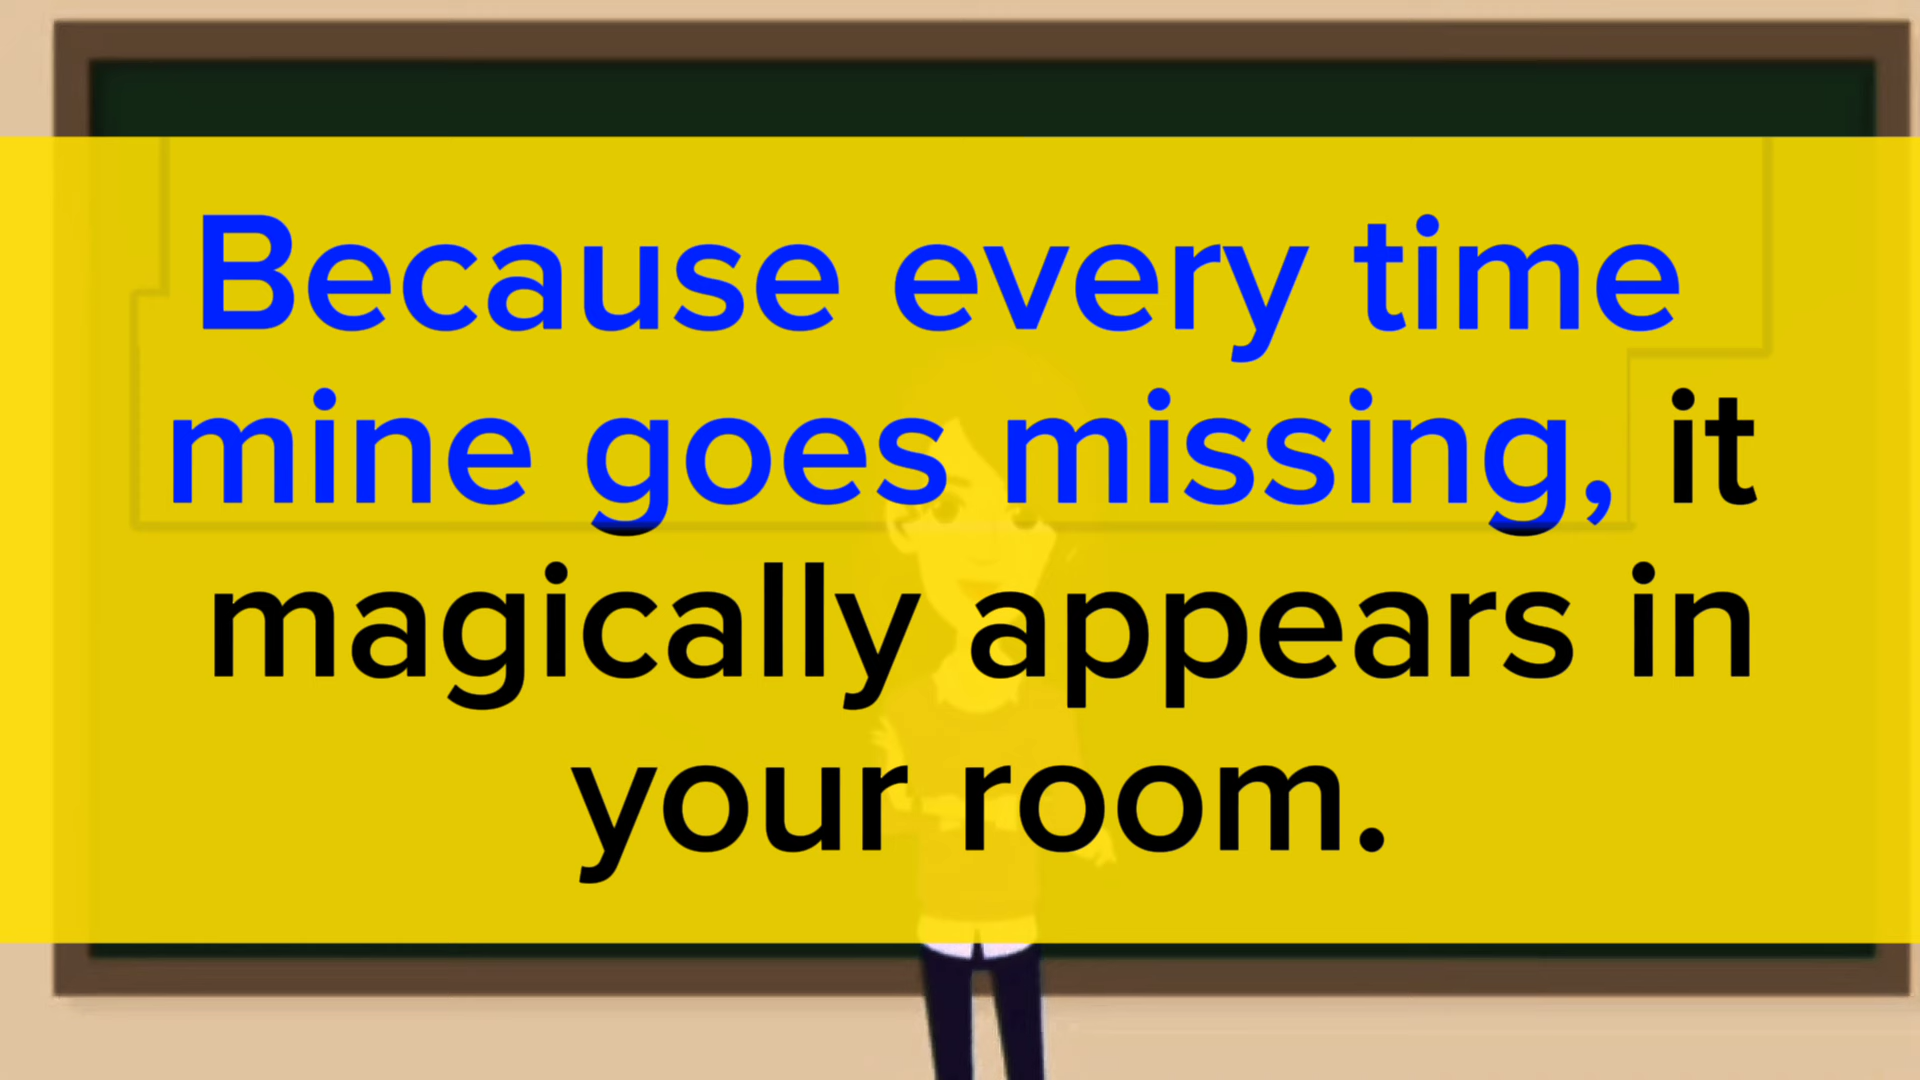 Because every time
mine goes missing, it
magically appears in
your room.